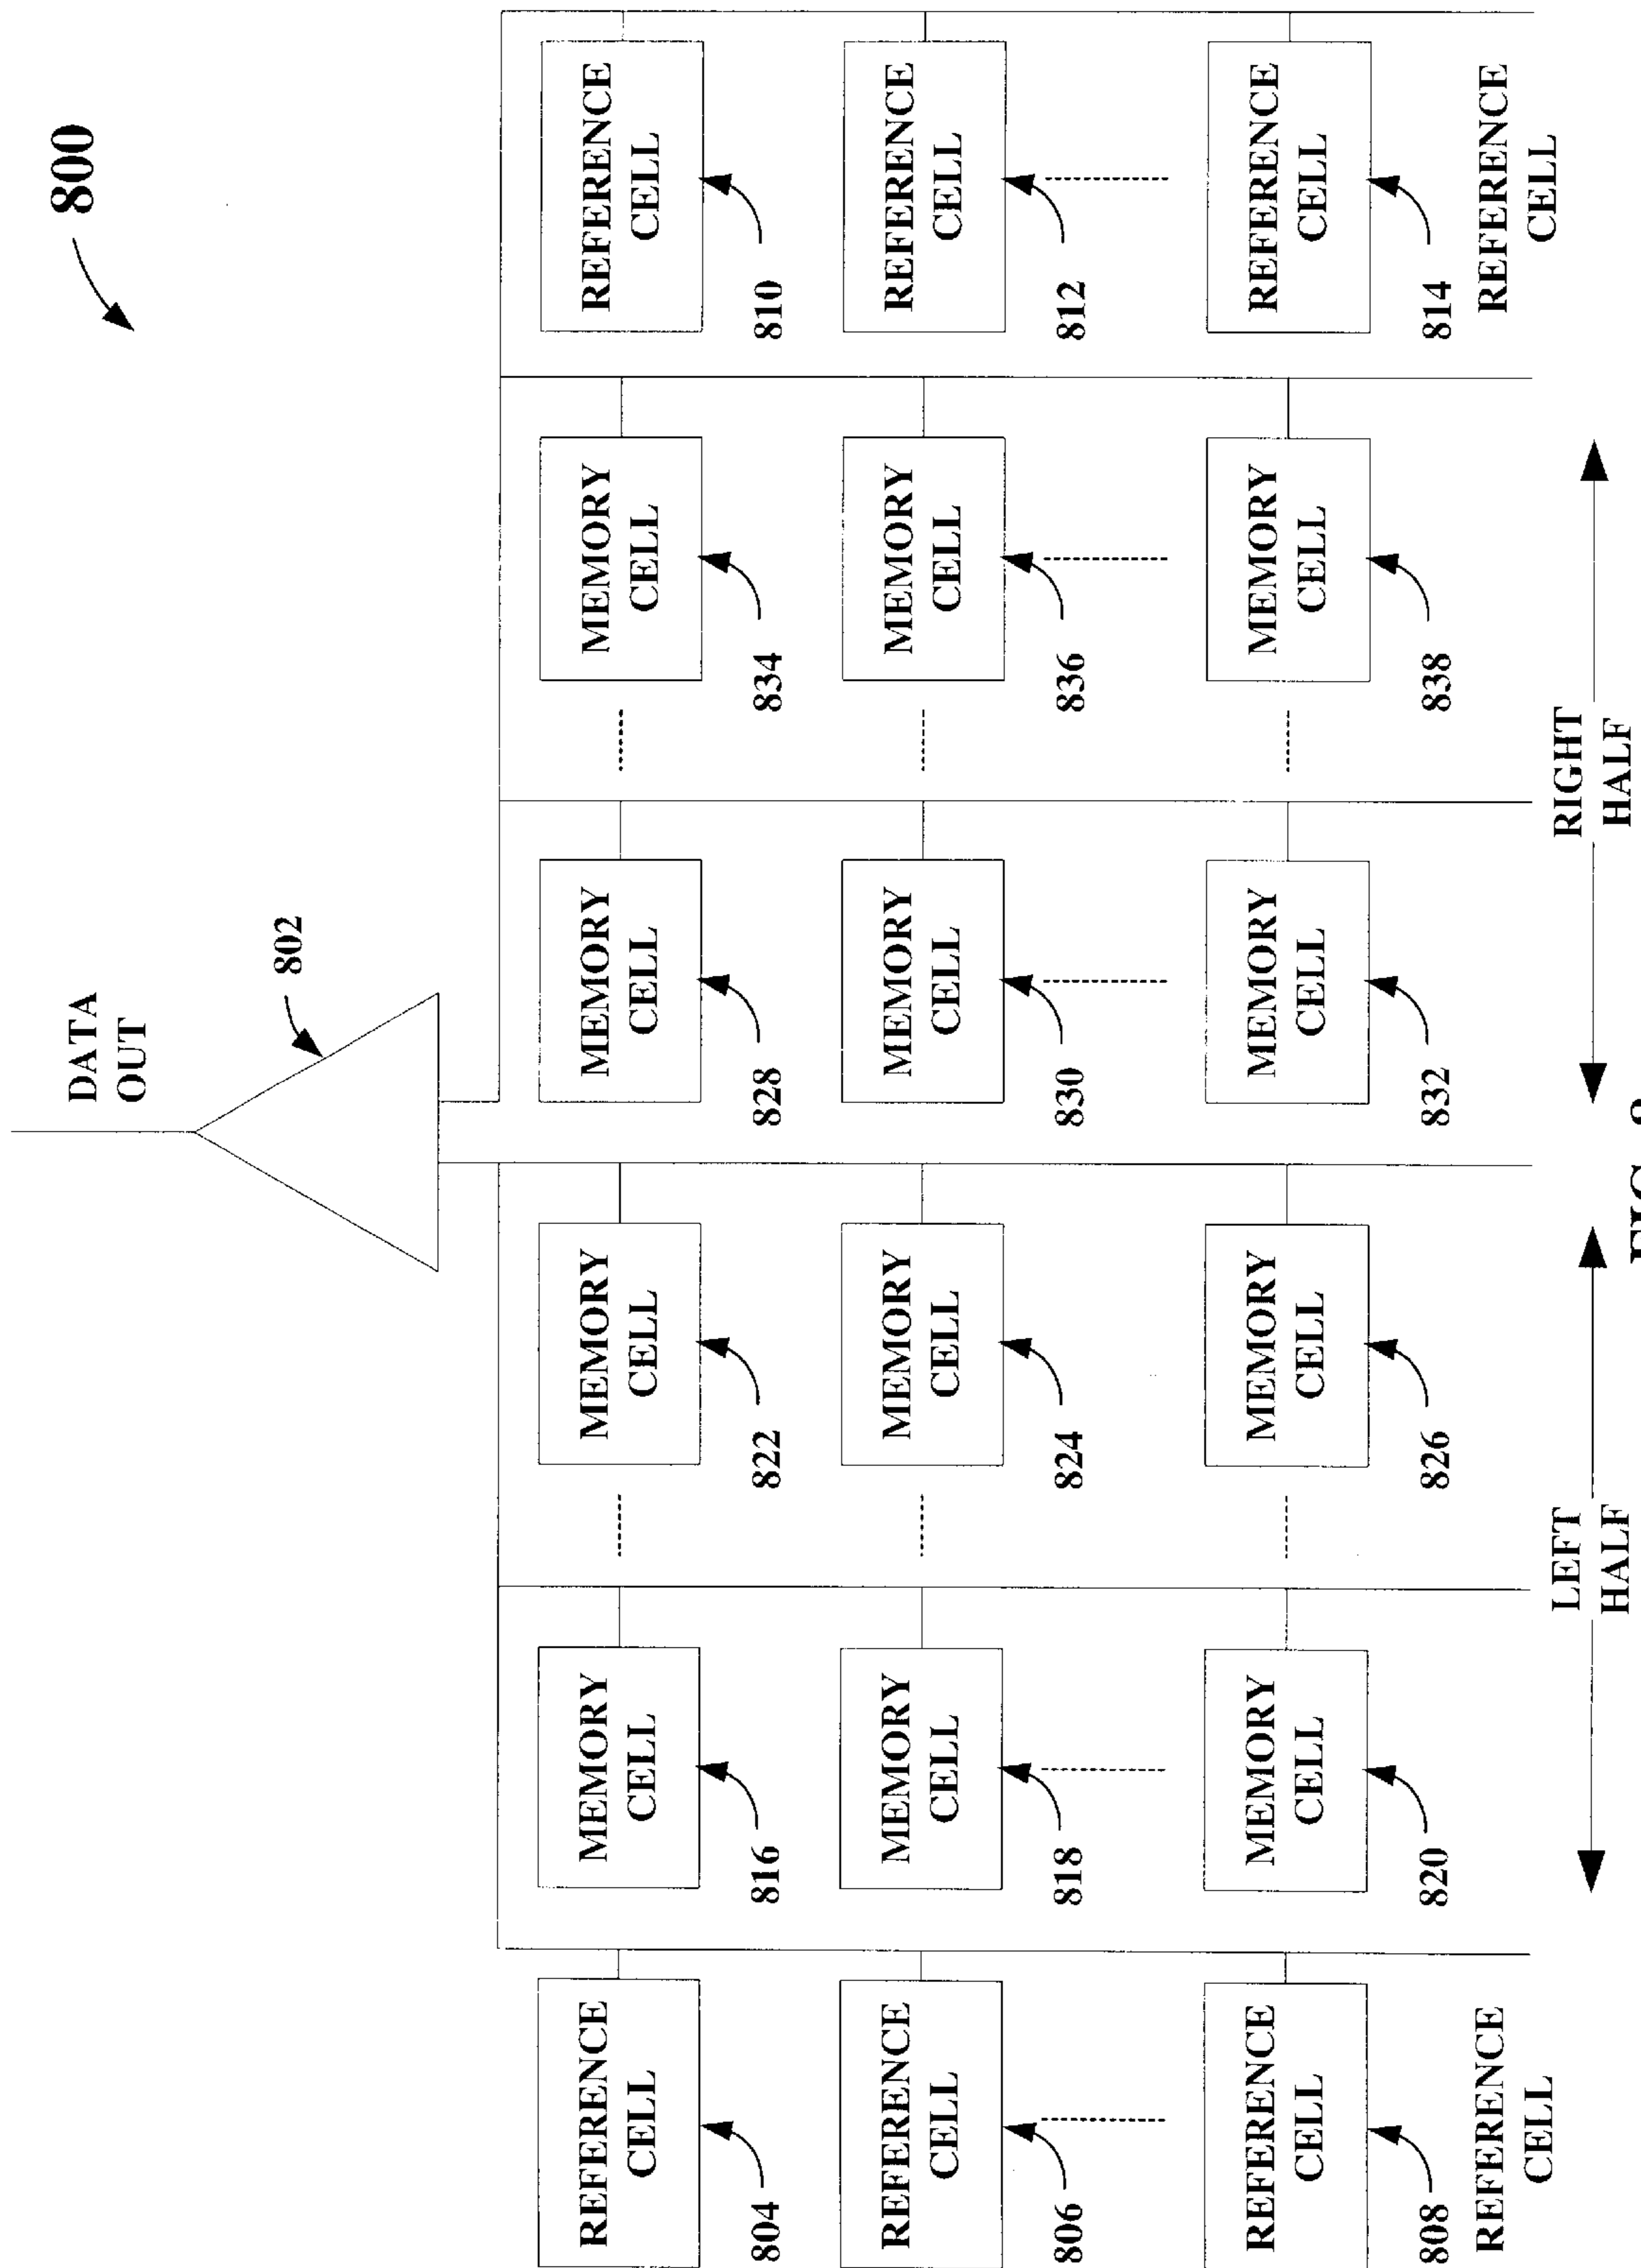 800
DATA
OUT
802
REFERENCE
CELL
MEMORY
CELL
MEMORY
CELL
MEMORY
CELL
MEMORY
CELL
REFERENCE
CELL
804
816
822
828
834
810
REFERENCE
CELL
MEMORY
CELL
MEMORY
CELL
MEMORY
CELL
MEMORY
CELL
REFERENCE
CELL
806
818
824
830
836
812
REFERENCE
CELL
MEMORY
CELL
MEMORY
CELL
MEMORY
CELL
MEMORY
CELL
REFERENCE
CELL
808
820
826
832
838
814
REFERENCE
CELL
LEFT
HALF
RIGHT
HALF
REFERENCE
CELL
FIG. 8